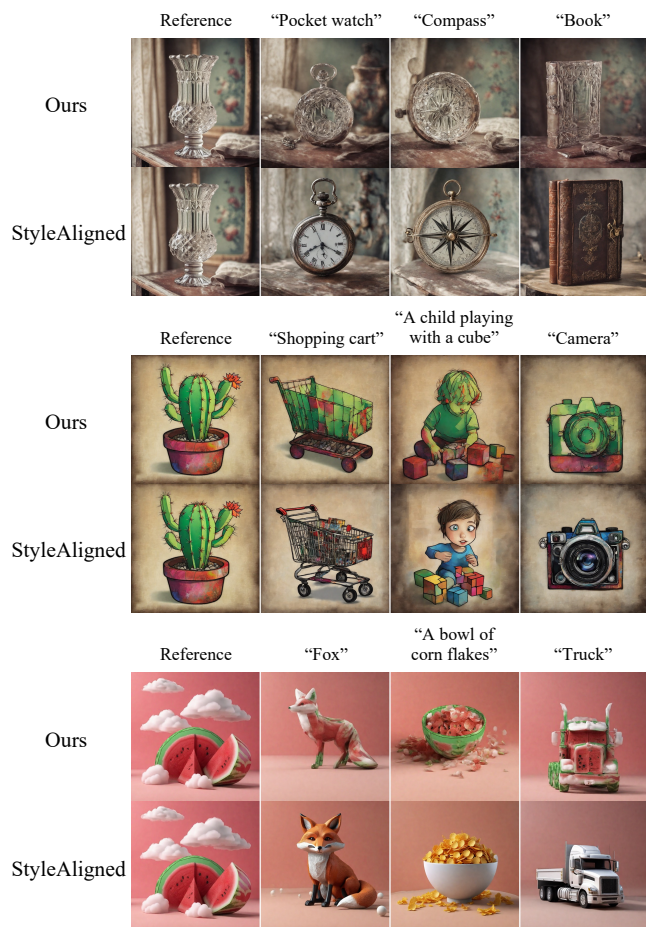 Reference “Pocket watch” “Compass” “Book”
Ours
StyleAligned
Reference “Shopping cart” “A child playing
with a cube” “Camera”
Ours
StyleAligned
Reference “Fox” “A bowl of
corn flakes” “Truck”
Ours
StyleAligned